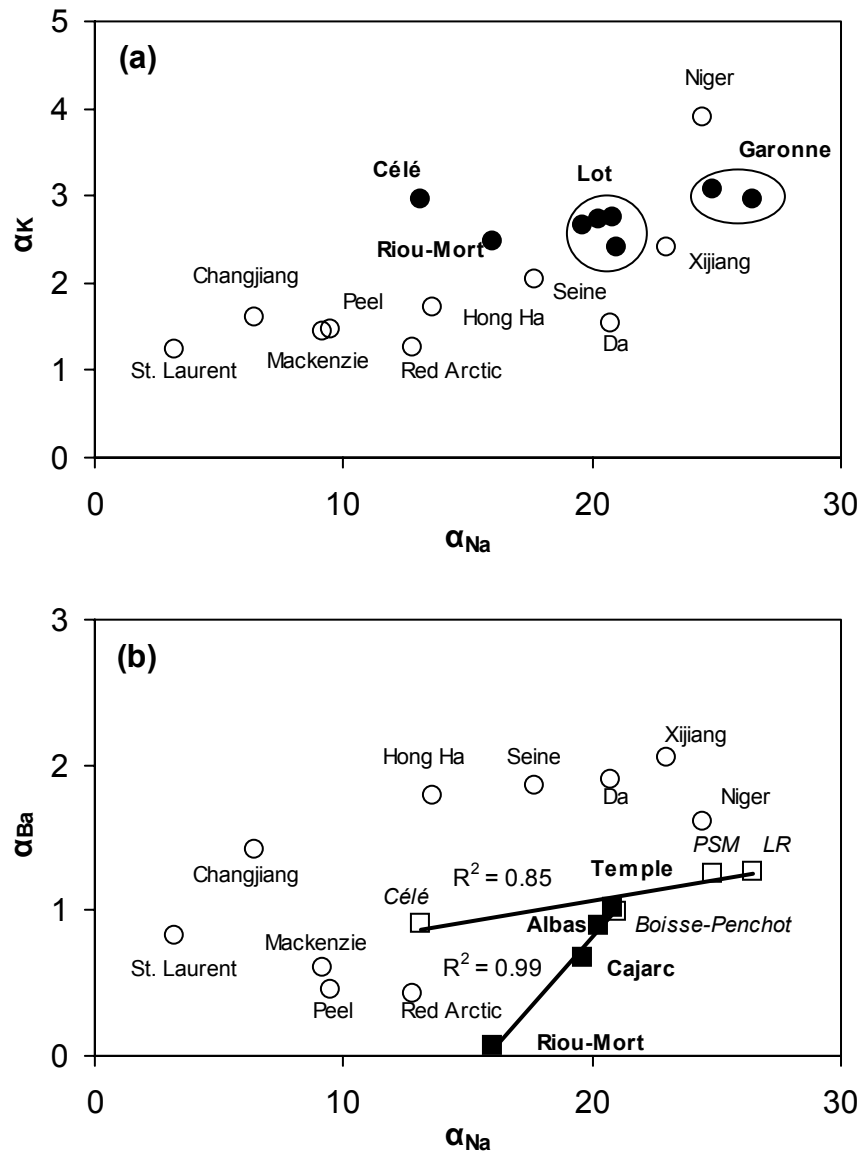 (a)
5
4
3
2
1
0
αK
Niger
Garonne
Célé
Lot
Riou-Mort
Xijiang
Changjiang
Peel
Seine
Hong Ha
Da
St. Laurent
Mackenzie
Red Arctic
0 10 20 30
αNa
(b)
3
2
1
0
αBa
Xijiang
Hong Ha
Seine
Da
Niger
PSM LR
Temple
Changjiang
R² = 0.85
Célé
Albas
Boisse-Penchot
St. Laurent
Mackenzie
R² = 0.99
Cajarc
Peel
Red Arctic
Riou-Mort
0 10 20 30
αNa